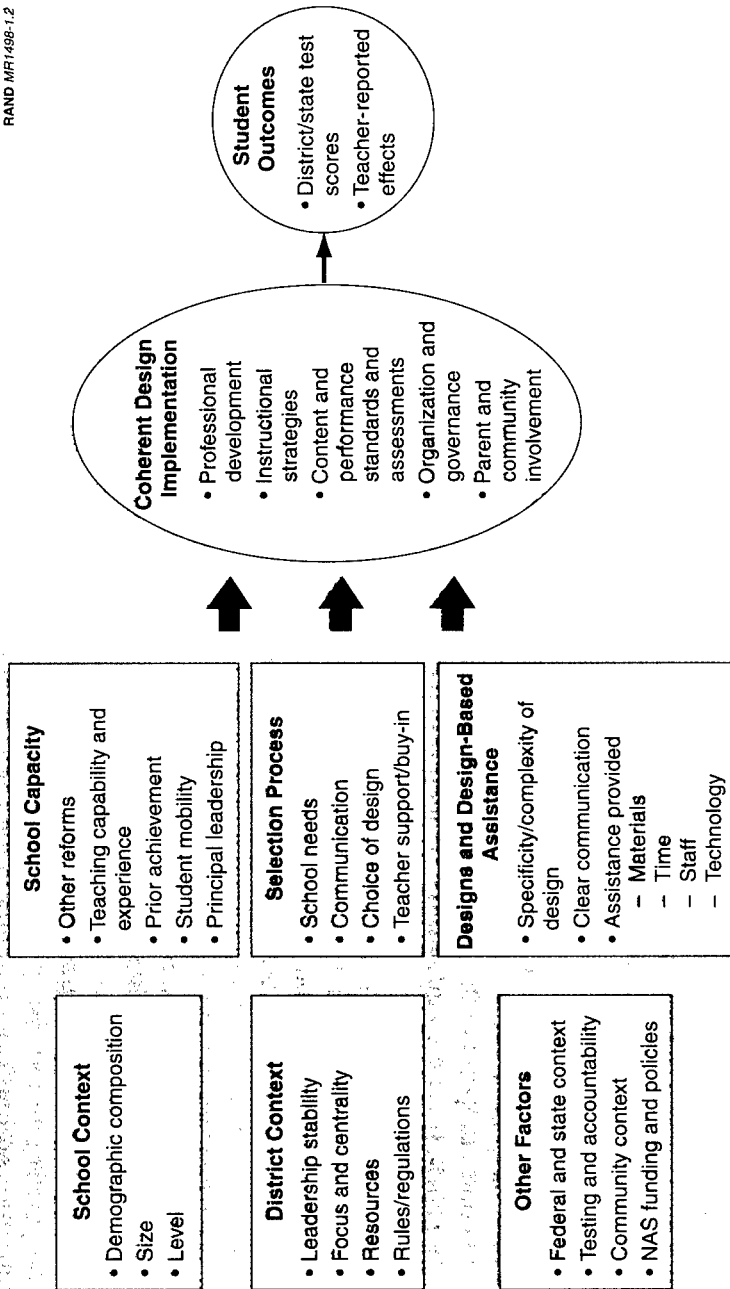 RAND MR1498-1.2
School Context
• Demographic composition
• Size
• Level
District Context
• Leadership stability
• Focus and centrality
• Resources
• Rules/regulations
Other Factors
• Federal and state context
• Testing and accountability
• Community context
• NAS funding and policies
School Capacity
• Other reforms
• Teaching capability and
experience
• Prior achievement
• Student mobility
• Principal leadership
Selection Process
• School needs
• Communication
• Choice of design
• Teacher support/buy-in
Designs and Design-Based
Assistance
• Specificity/complexity of
design
• Clear communication
• Assistance provided
– Materials
– Time
– Staff
– Technology
Coherent Design
Implementation
• Professional
development
• Instructional
strategies
• Content and
performance
standards and
assessments
• Organization and
governance
• Parent and
community
involvement
Student
Outcomes
• District/state test
scores
• Teacher-reported
effects